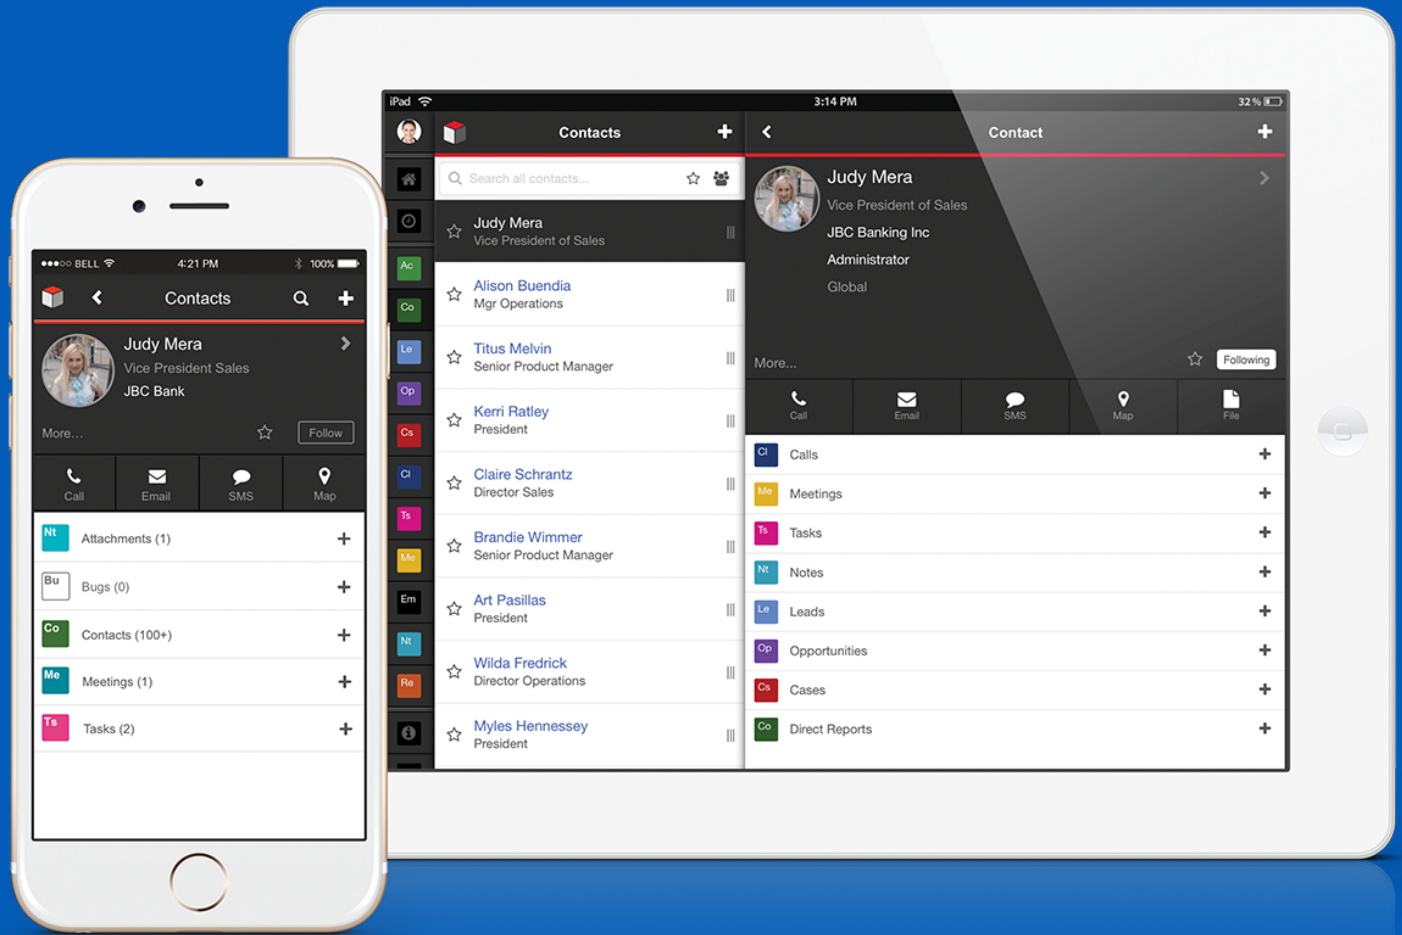 BELL
4:21 PM
100%
Contacts
Judy Mera
Vice President Sales
JBC Bank
More...
Follow
Call
Email
SMS
Map
Nt
Attachments (1)
Bu
Bugs (0)
Co
Contacts (100+)
Me
Meetings (1)
Ts
Tasks (2)
iPad
3:14 PM
32%
Ac
Co
Le
Op
Cs
Cl
Ts
Me
Em
Nt
Re
Contacts
Search all contacts...
Judy Mera
Vice President of Sales
Alison Buendia
Mgr Operations
Titus Melvin
Senior Product Manager
Kerri Ratley
President
Claire Schrantz
Director Sales
Brandie Wimmer
Senior Product Manager
Art Pasillas
President
Wilda Fredrick
Director Operations
Myles Hennessey
President
Contact
Judy Mera
Vice President of Sales
JBC Banking Inc
Administrator
Global
More...
Following
Call
Email
SMS
Map
File
Cl
Calls
Me
Meetings
Ts
Tasks
Nt
Notes
Le
Leads
Op
Opportunities
Cs
Cases
Co
Direct Reports